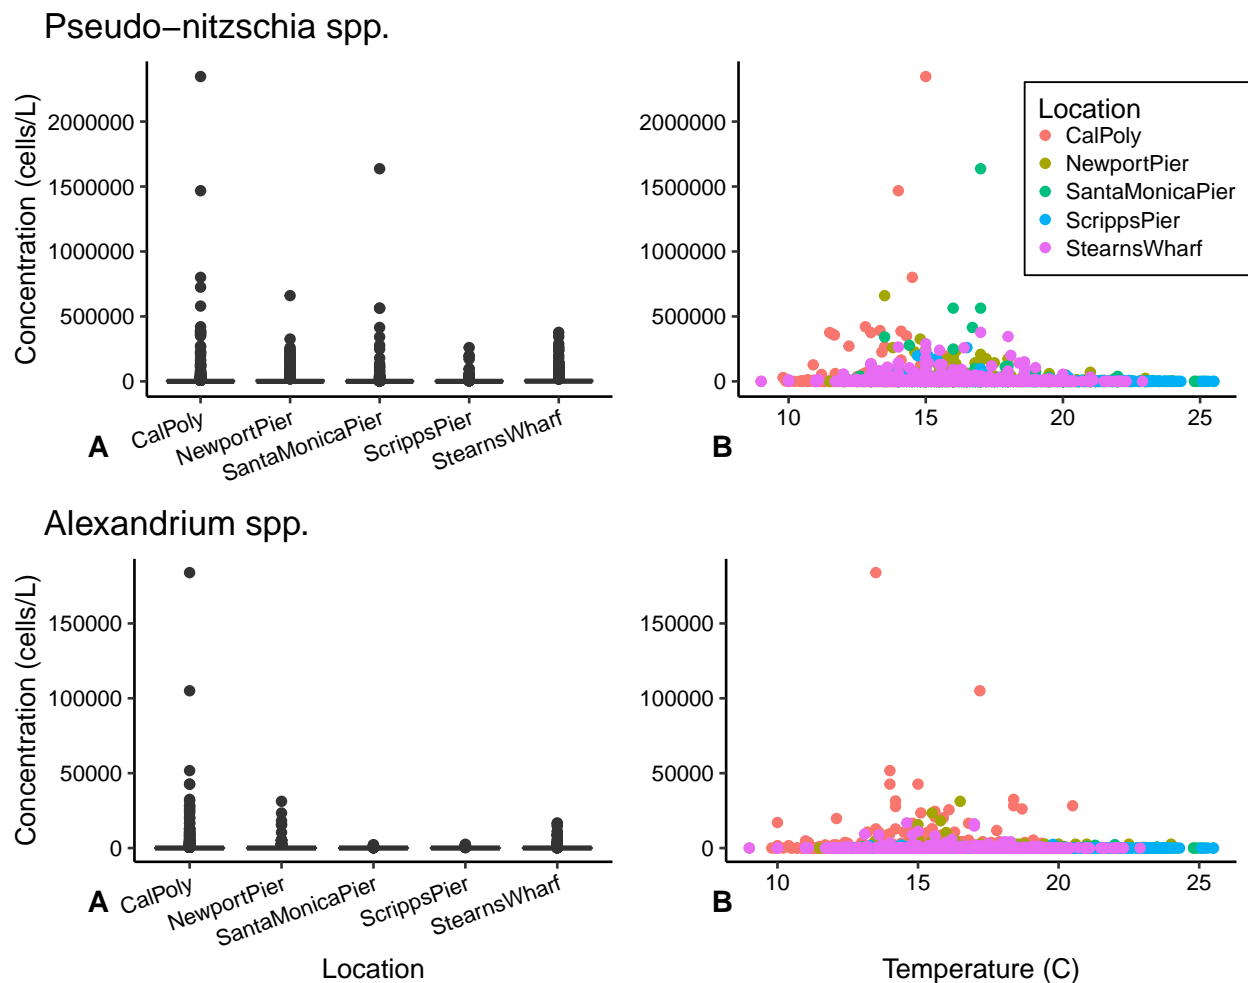 Pseudo−nitzschia spp.
Concentration (cells/L)
2000000
1500000
1000000
500000
0
CalPoly
NewportPier
SantaMonicaPier
ScrippsPier
StearnsWharf
A
2000000
1500000
1000000
500000
0
10
15
20
25
B
Location
CalPoly
NewportPier
SantaMonicaPier
ScrippsPier
StearnsWharf
Alexandrium spp.
Concentration (cells/L)
150000
100000
50000
0
CalPoly
NewportPier
SantaMonicaPier
ScrippsPier
StearnsWharf
A
Location
150000
100000
50000
0
10
15
20
25
B
Temperature (C)